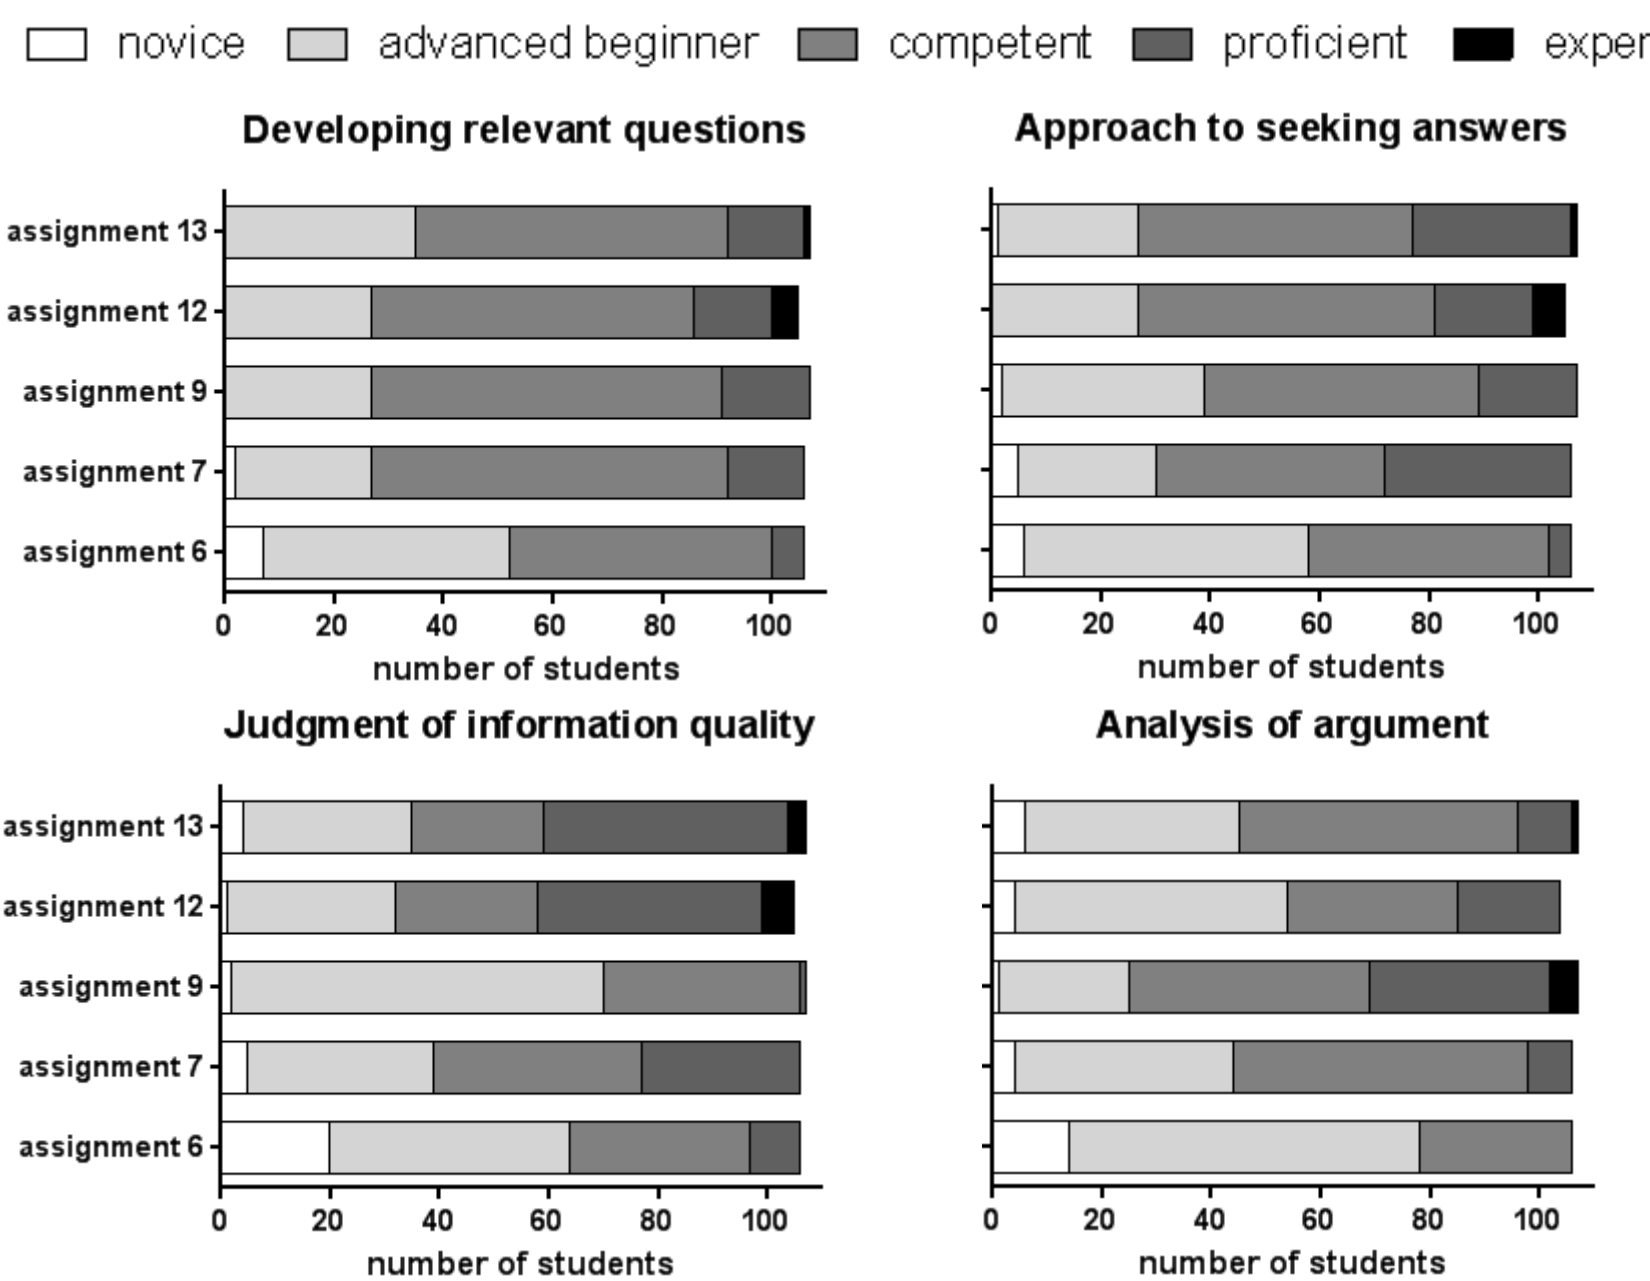 novice advanced beginner competent proficient exper
Developing relevant questions
assignment 13
assignment 12
assignment 9
assignment 7
assignment 6
0 20 40 60 80 100
number of students
Approach to seeking answers
0 20 40 60 80 100
number of students
Judgment of information quality
assignment 13
assignment 12
assignment 9
assignment 7
assignment 6
0 20 40 60 80 100
number of students
Analysis of argument
0 20 40 60 80 100
number of students